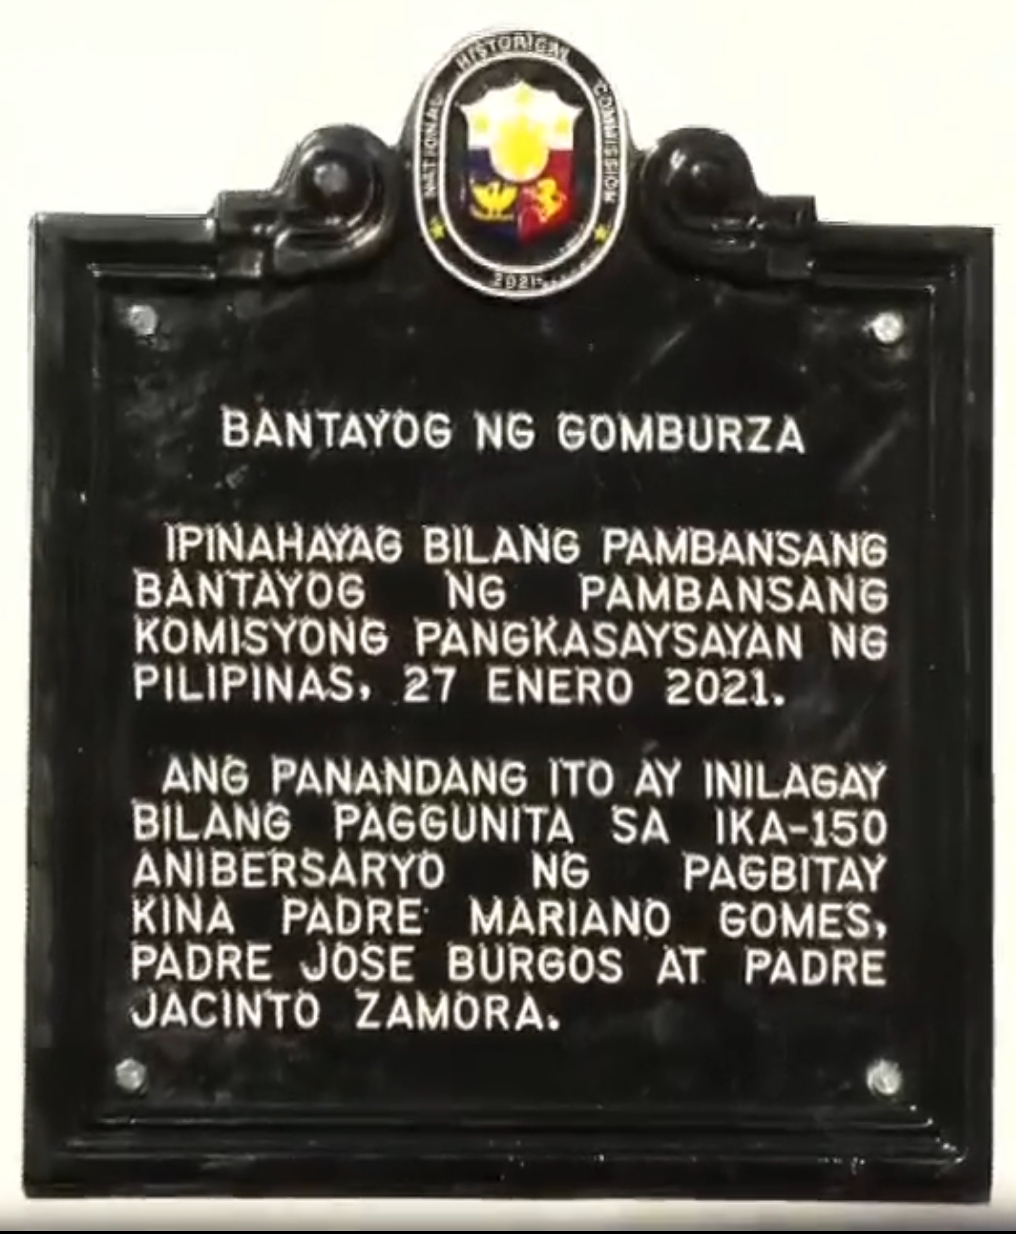 NATIONAL HISTORICAL COMMISSION
2021
BANTAYOG NG GOMBURZA
IPINAHAYAG BILANG PAMBANSANG
BANTAYOG NG PAMBANSANG
KOMISYONG PANGKASAYSAYAN NG
PILIPINAS, 27 ENERO 2021.
ANG PANANDANG ITO AY INILAGAY
BILANG PAGGUNITA SA IKA-150
ANIBERSARYO NG PAGBITAY
KINA PADRE MARIANO GOMES,
PADRE JOSE BURGOS AT PADRE
JACINTO ZAMORA.